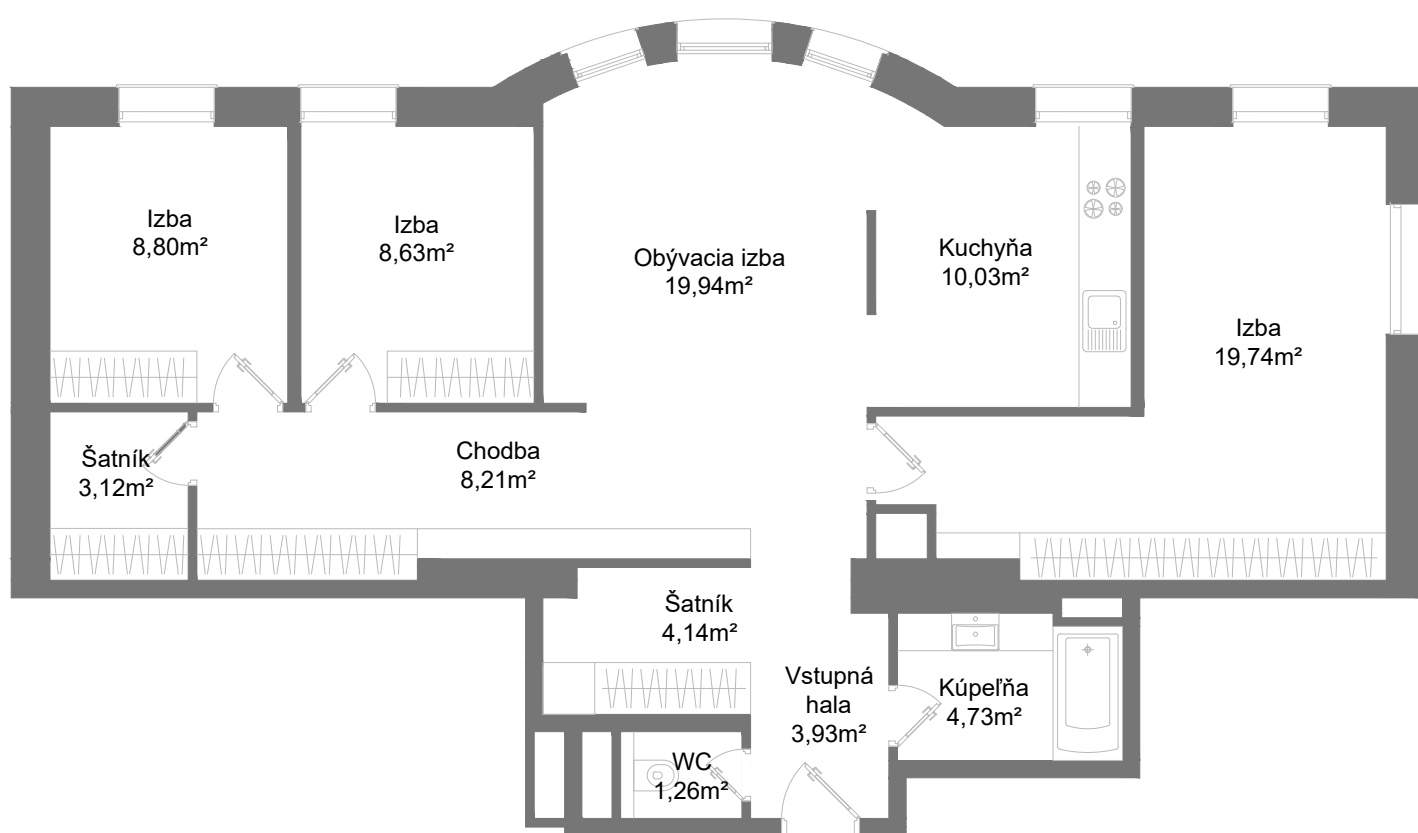 Izba
8,80m²
Izba
8,63m²
Obývacia izba
19,94m²
Kuchyňa
10,03m²
Izba
19,74m²
Šatník
3,12m²
Chodba
8,21m²
Šatník
4,14m²
Vstupná
hala
3,93m²
Kúpeľňa
4,73m²
WC
1,26m²